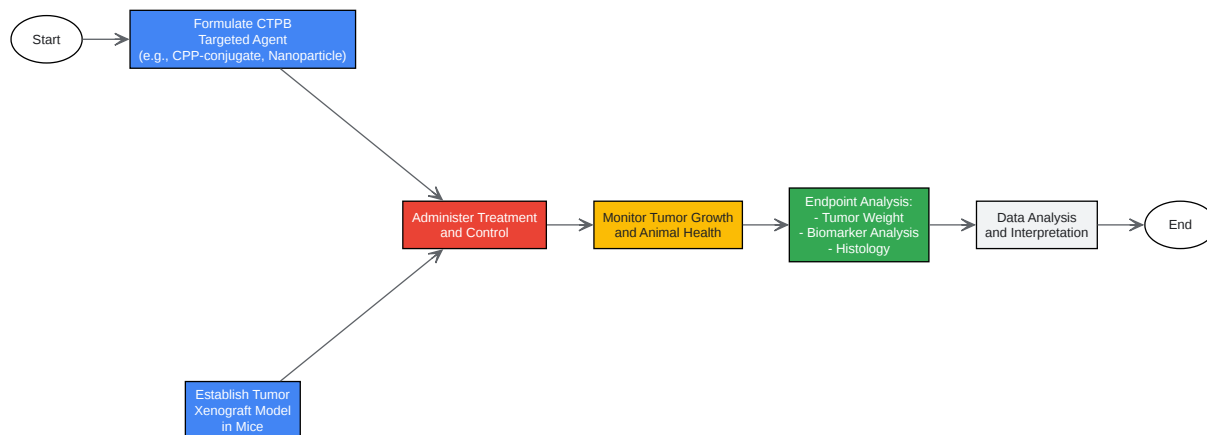 Start
Formulate CTPB
Targeted Agent
(e.g., CPP-conjugate, Nanoparticle)
Administer Treatment
and Control
Monitor Tumor Growth
and Animal Health
Endpoint Analysis:
- Tumor Weight
- Biomarker Analysis
- Histology
Data Analysis
and Interpretation
End
Establish Tumor
Xenograft Model
in Mice